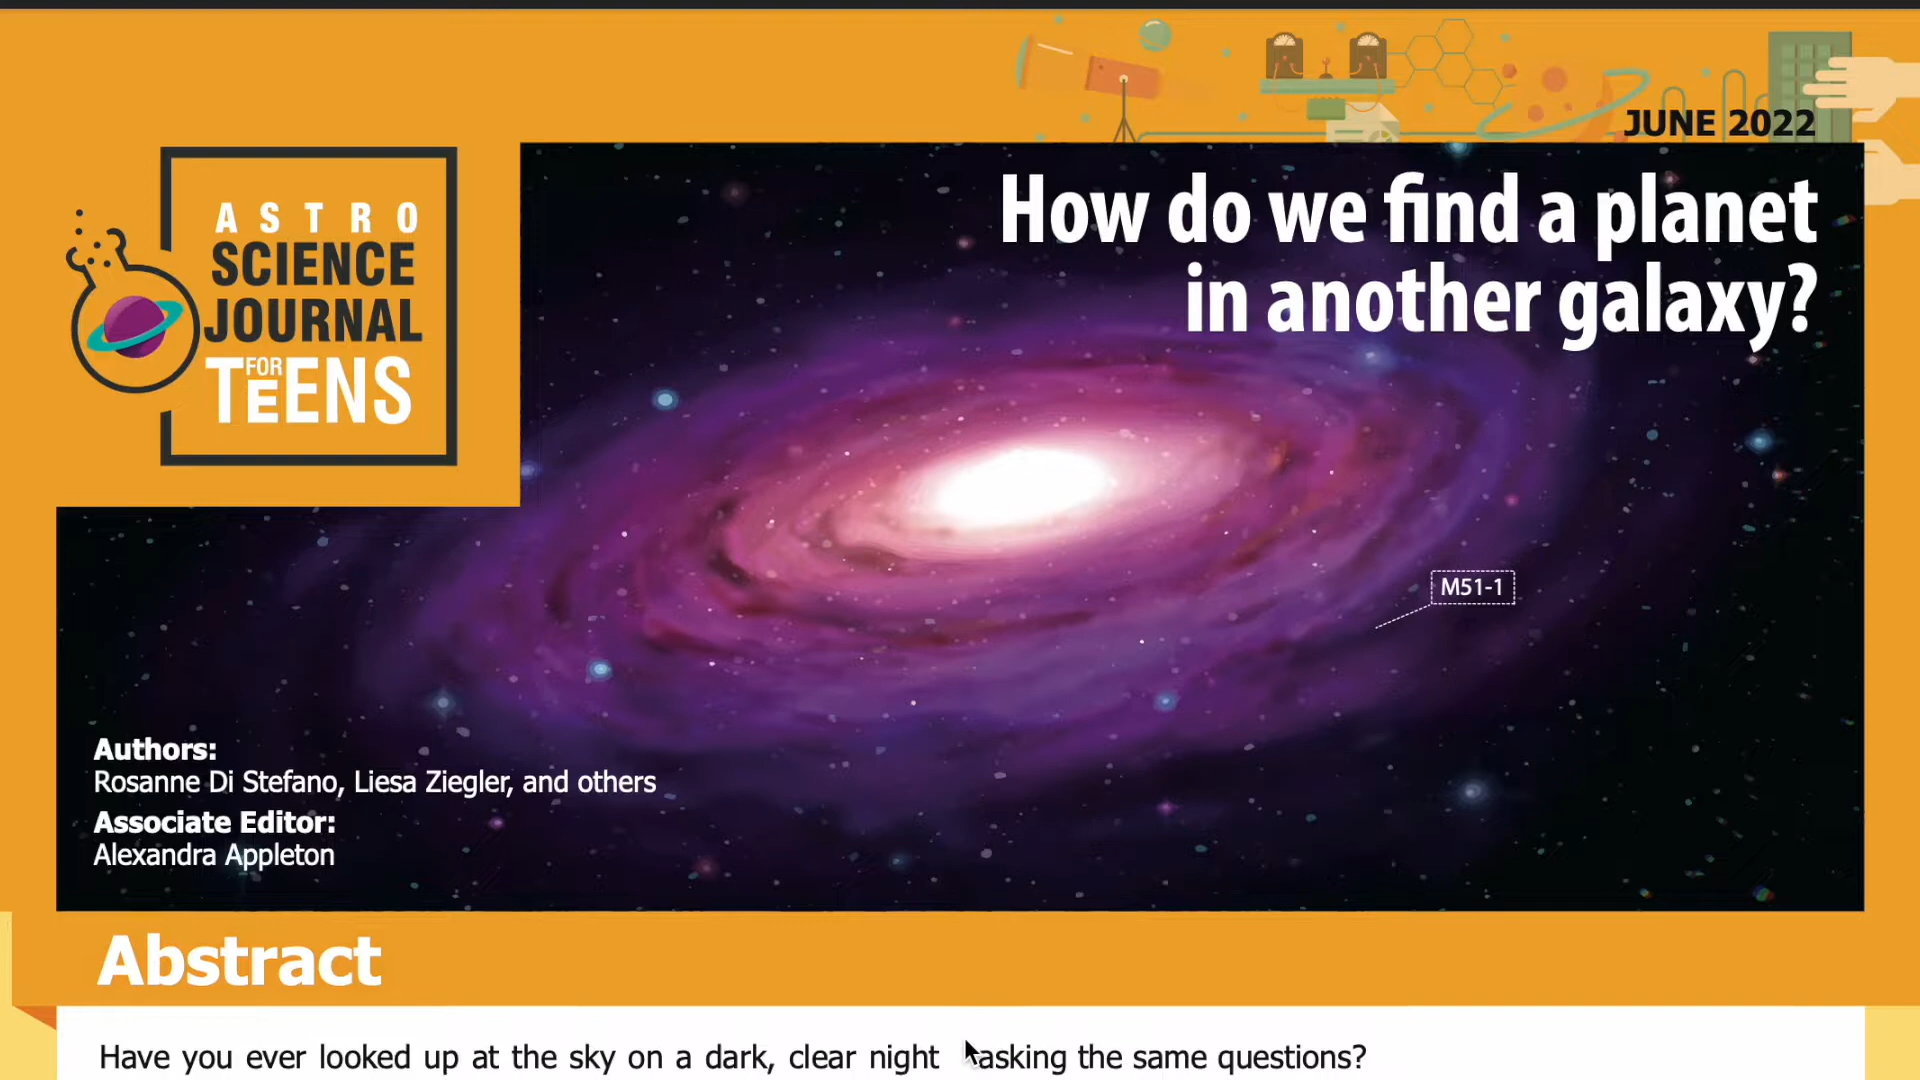 JUNE 2022
ASTRO
SCIENCE
JOURNAL
FOR
TEENS
How do we find a planet
in another galaxy?
M51-1
Authors:
Rosanne Di Stefano, Liesa Ziegler, and others
Associate Editor:
Alexandra Appleton
Abstract
Have you ever looked up at the sky on a dark, clear night asking the same questions?